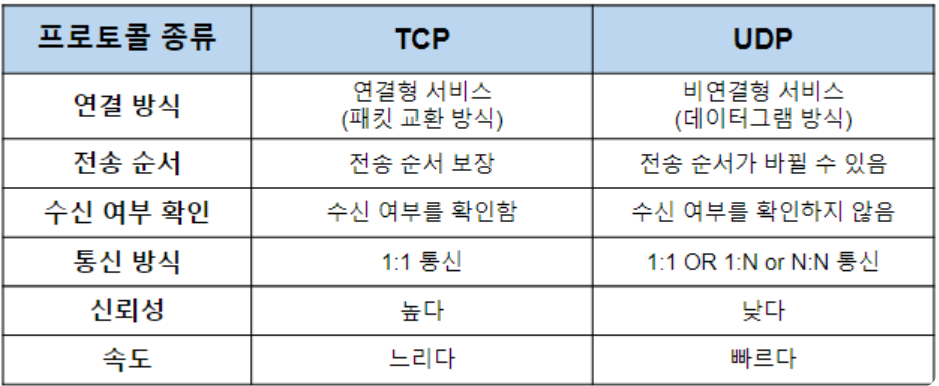 프로토콜 종류 TCP UDP
연결 방식 연결형 서비스 비연결형 서비스
(패킷 교환 방식) (데이터그램 방식)
전송 순서 전송 순서 보장 전송 순서가 바뀔 수 있음
수신 여부 확인 수신 여부를 확인함 수신 여부를 확인하지 않음
통신 방식 1:1 통신 1:1 OR 1:N or N:N 통신
신뢰성 높다 낮다
속도 느리다 빠르다